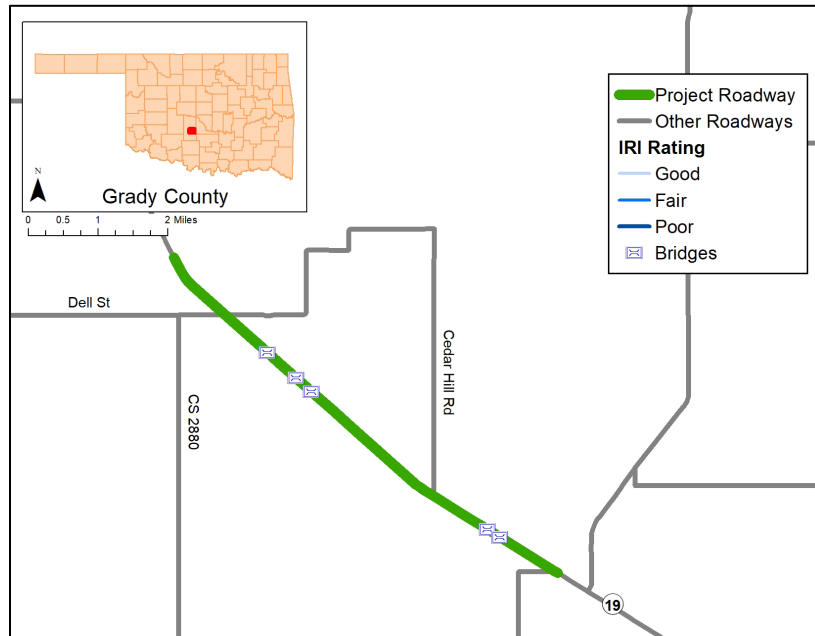 N
Grady County
0 0.5 1 2 Miles
Project Roadway
Other Roadways
IRI Rating
Good
Fair
Poor
Bridges
Dell St
Cedar Hill Rd
CS 2880
19